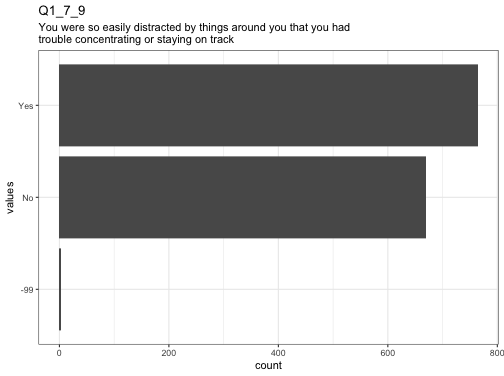 Q1_7_9
You were so easily distracted by things around you that you had
trouble concentrating or staying on track
Yes
No
-99
values
0 200 400 600 800
count